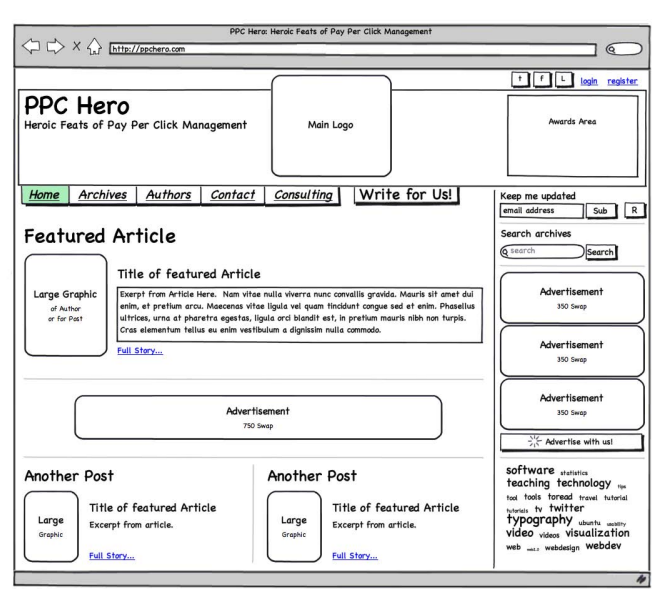 PPC Hero: Heroic Feats of Pay Per Click Management
X
http://ppchero.com
t f L login register
PPC Hero
Heroic Feats of Pay Per Click Management
Main Logo
Awards Area
Home Archives Authors Contact Consulting Write for Us!
Keep me updated
email address Sub R
Search archives
search Search
Featured Article
Large Graphic
of Author
or for Post
Title of featured Article
Exerpt from Article Here. Nam vitae nulla viverra nunc convallis gravida. Mauris sit amet dui
enim, et pretium arcu. Maecenas vitae ligula vel quam tincidunt congue sed et enim. Phasellus
ultrices, urna at pharetra egestas, ligula orci blandit est, in pretium mauris nibh non turpis.
Cras elementum tellus eu enim vestibulum a dignissim nulla commodo.
Full Story...
Advertisement
350 Swap
Advertisement
350 Swap
Advertisement
350 Swap
Advertise with us!
Advertisement
750 Swap
Another Post
Large
Graphic
Title of featured Article
Excerpt from article.
Full Story...
Another Post
Large
Graphic
Title of featured Article
Excerpt from article.
Full Story...
software statistics
teaching technology tips
tool tools toread travel tutorial
tutorials tv twitter
typography ubuntu usability
video videos visualization
web web2.0 webdesign webdev